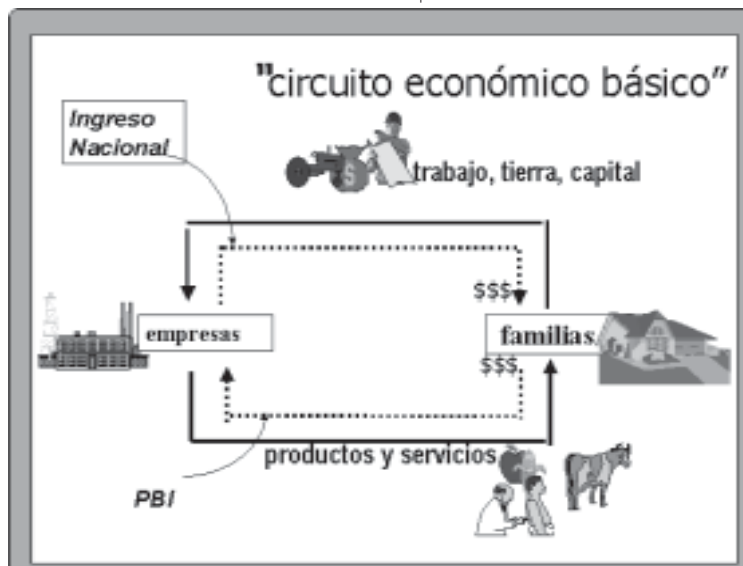 "circuito económico básico”
Ingreso
Nacional
$
trabajo, tierra, capital
$$$
empresas
familias
$$$
productos y servicios
PBI